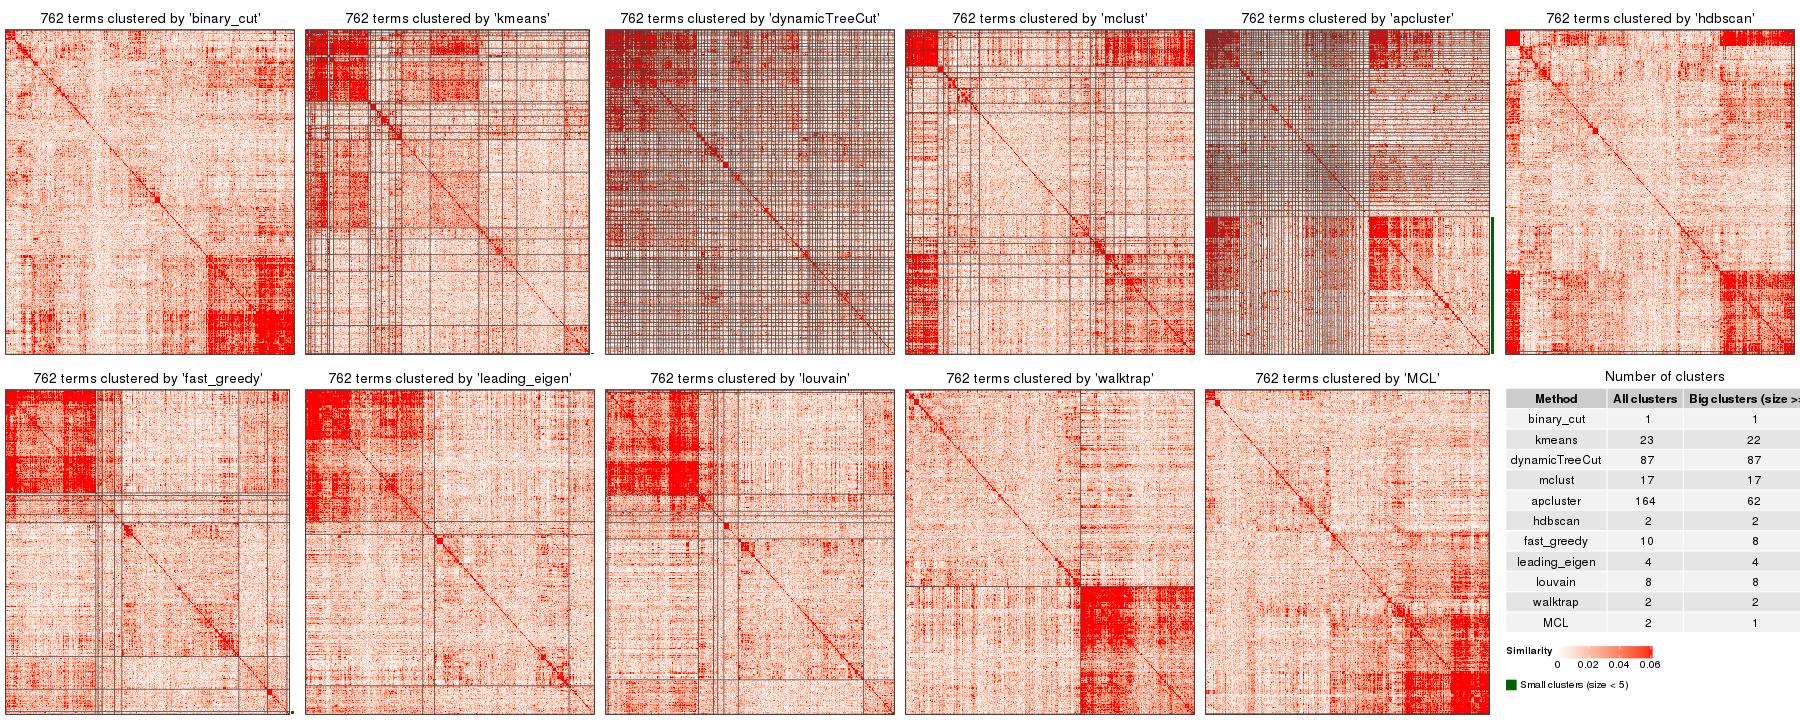 762 terms clustered by 'binary_cut'
762 terms clustered by 'kmeans'
762 terms clustered by 'dynamicTreeCut'
762 terms clustered by 'mclust'
762 terms clustered by 'apcluster'
762 terms clustered by 'hdbscan'
762 terms clustered by 'fast_greedy'
762 terms clustered by 'leading_eigen'
762 terms clustered by 'louvain'
762 terms clustered by 'walktrap'
762 terms clustered by 'MCL'
Number of clusters
Method All clusters Big clusters (size >
binary_cut 1 1
kmeans 23 22
dynamicTreeCut 87 87
mclust 17 17
apcluster 164 62
hdbscan 2 2
fast_greedy 10 8
leading_eigen 4 4
louvain 8 8
walktrap 2 2
MCL 2 1
Similarity
0 0.02 0.04 0.06
Small clusters (size < 5)